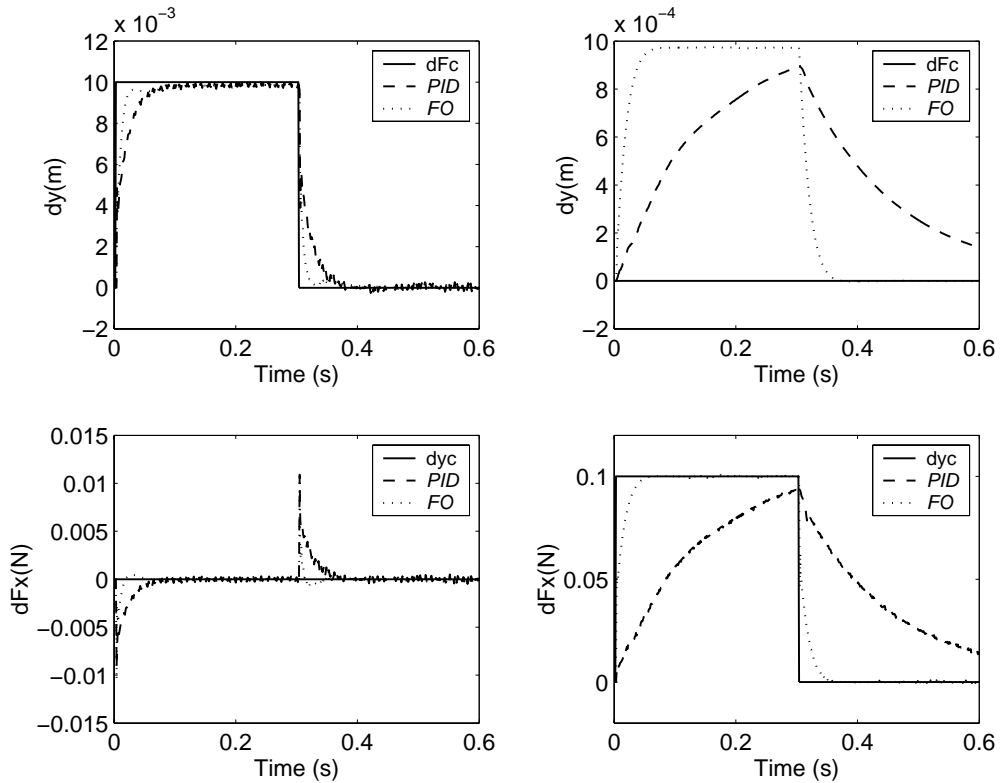 x 10⁻³
12
10
8
6
4
2
0
−2
0
0.2
0.4
0.6
Time (s)
dy(m)
dFc
PID
FO
x 10⁻⁴
10
8
6
4
2
0
−2
0
0.2
0.4
0.6
Time (s)
dy(m)
dFc
PID
FO
0.015
0.01
0.005
0
−0.005
−0.01
−0.015
0
0.2
0.4
0.6
Time (s)
dFx(N)
dyc
PID
FO
0.1
0.05
0
0
0.2
0.4
0.6
Time (s)
dFx(N)
dyc
PID
FO